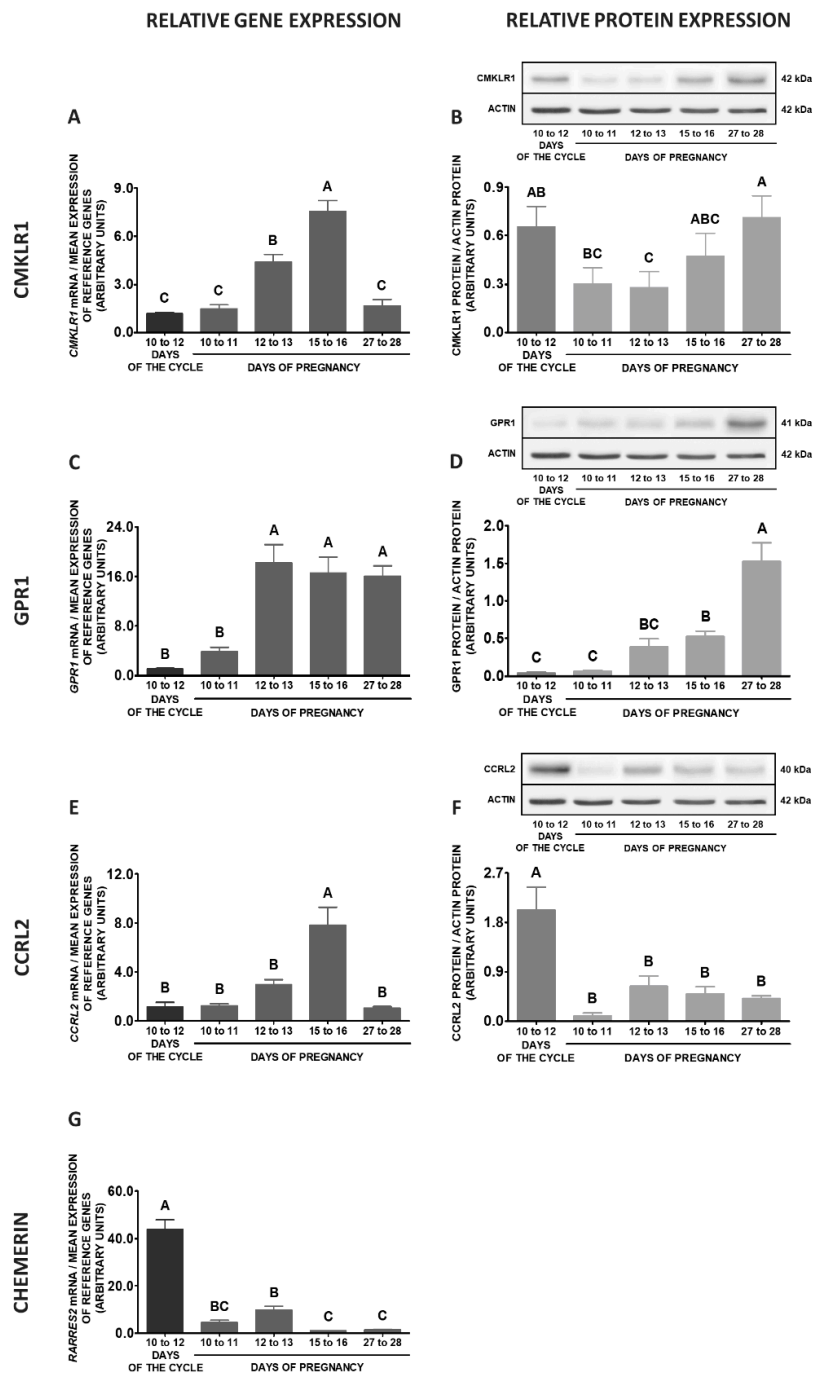 RELATIVE GENE EXPRESSION
RELATIVE PROTEIN EXPRESSION
CMKLR1
A
CMKLR1 mRNA / MEAN EXPRESSION
OF REFERENCE GENES
(ARBITRARY UNITS)
9.0
6.0
3.0
0.0
C
C
B
A
C
10 to 12
10 to 11
12 to 13
15 to 16
27 to 28
DAYS
OF THE CYCLE
DAYS OF PREGNANCY
B
CMKLR1
42 kDa
ACTIN
42 kDa
10 to 12
10 to 11
12 to 13
15 to 16
27 to 28
DAYS
OF THE CYCLE
DAYS OF PREGNANCY
CMKLR1 PROTEIN / ACTIN PROTEIN
(ARBITRARY UNITS)
0.9
0.6
0.3
0.0
AB
BC
C
ABC
A
10 to 12
10 to 11
12 to 13
15 to 16
27 to 28
DAYS
OF THE CYCLE
DAYS OF PREGNANCY
GPR1
C
GPR1 mRNA / MEAN EXPRESSION
OF REFERENCE GENES
(ARBITRARY UNITS)
24.0
16.0
8.0
0.0
B
B
A
A
A
10 to 12
10 to 11
12 to 13
15 to 16
27 to 28
DAYS
OF THE CYCLE
DAYS OF PREGNANCY
D
GPR1
41 kDa
ACTIN
42 kDa
10 to 12
10 to 11
12 to 13
15 to 16
27 to 28
DAYS
OF THE CYCLE
DAYS OF PREGNANCY
GPR1 PROTEIN / ACTIN PROTEIN
(ARBITRARY UNITS)
2.0
1.5
1.0
0.5
0.0
C
C
BC
B
A
10 to 12
10 to 11
12 to 13
15 to 16
27 to 28
DAYS
OF THE CYCLE
DAYS OF PREGNANCY
CCRL2
E
CCRL2 mRNA / MEAN EXPRESSION
OF REFERENCE GENES
(ARBITRARY UNITS)
12.0
8.0
4.0
0.0
B
B
B
A
B
10 to 12
10 to 11
12 to 13
15 to 16
27 to 28
DAYS
OF THE CYCLE
DAYS OF PREGNANCY
F
CCRL2
40 kDa
ACTIN
42 kDa
10 to 12
10 to 11
12 to 13
15 to 16
27 to 28
DAYS
OF THE CYCLE
DAYS OF PREGNANCY
CCRL2 PROTEIN / ACTIN PROTEIN
(ARBITRARY UNITS)
2.7
1.8
0.9
0.0
A
B
B
B
B
10 to 12
10 to 11
12 to 13
15 to 16
27 to 28
DAYS
OF THE CYCLE
DAYS OF PREGNANCY
CHEMERIN
G
RARRES2 mRNA / MEAN EXPRESSION
OF REFERENCE GENES
(ARBITRARY UNITS)
60.0
40.0
20.0
0.0
A
BC
B
C
C
10 to 12
10 to 11
12 to 13
15 to 16
27 to 28
DAYS
OF THE CYCLE
DAYS OF PREGNANCY